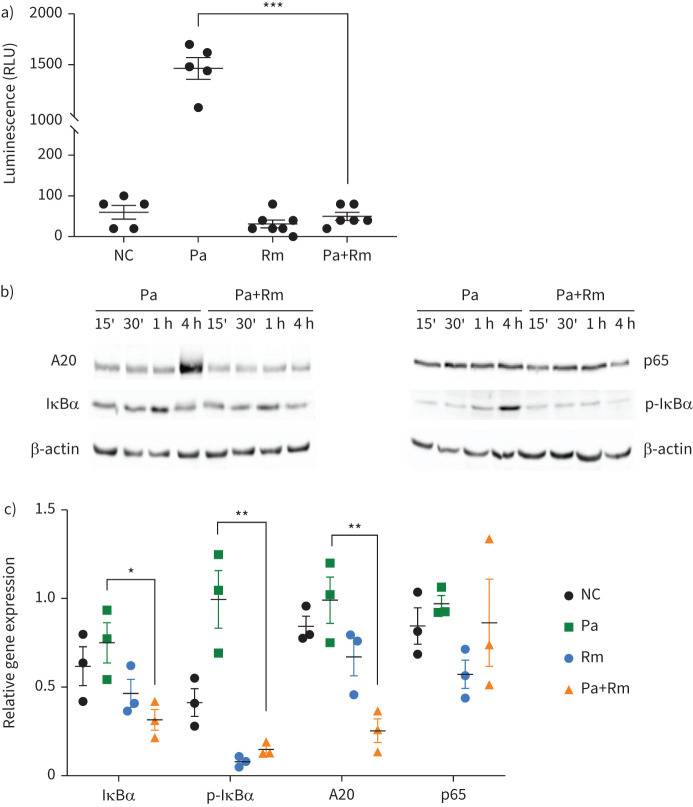 a)
2000
1500
1000
200
100
0
Luminescence (RLU)
***
NC Pa Rm Pa+Rm
b)
Pa Pa+Rm
15' 30' 1 h 4 h 15' 30' 1 h 4 h
A20
IκBα
β-actin
Pa Pa+Rm
15' 30' 1 h 4 h 15' 30' 1 h 4 h
p65
p-IκBα
β-actin
c)
1.5
1.0
0.5
0
Relative gene expression
*
**
**
IκBα p-IκBα A20 p65
NC
Pa
Rm
Pa+Rm